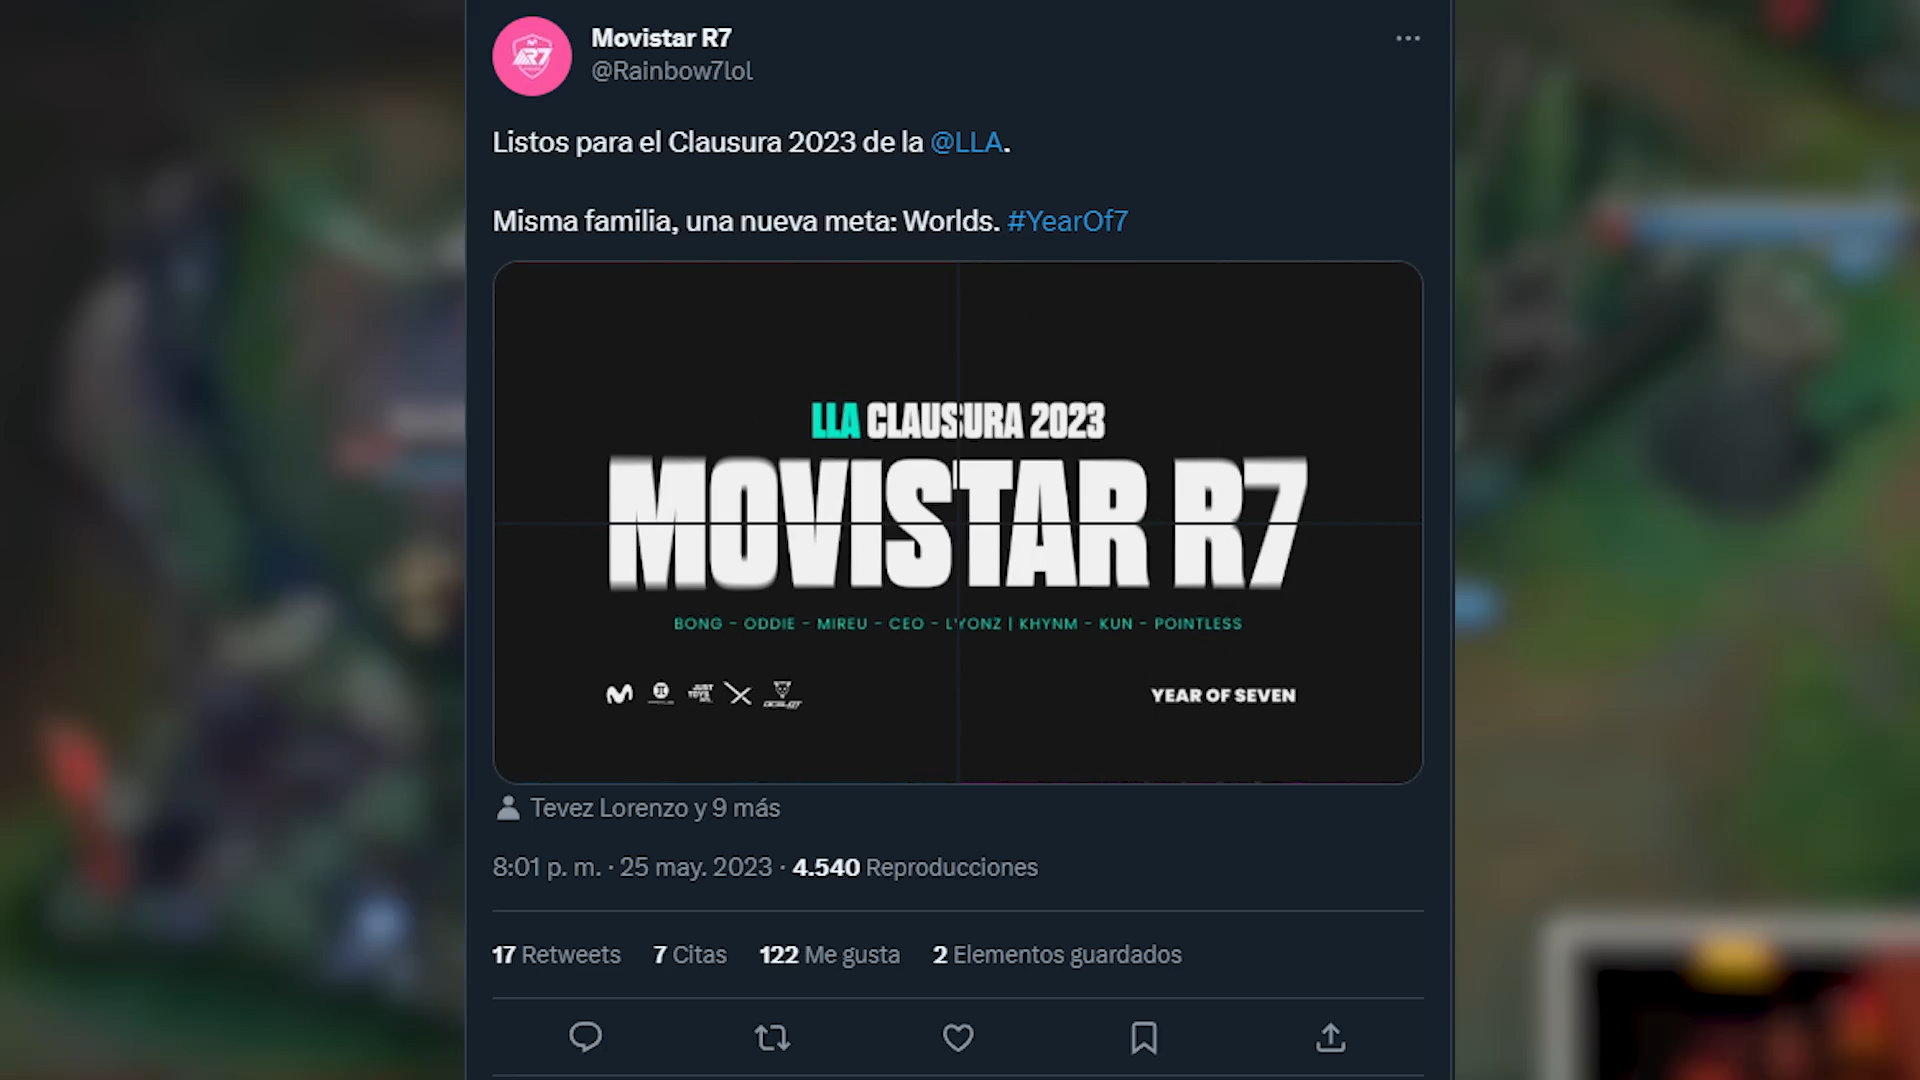 Movistar R7
@Rainbow7lol
Listos para el Clausura 2023 de la @LLA.
Misma familia, una nueva meta: Worlds. #YearOf7
LLA CLAUSURA 2023
MOVISTAR R7
BONG - ODDIE - MIREU - CEO - LYONZ | KHYNM - KUN - POINTLESS
YEAR OF SEVEN
Tevez Lorenzo y 9 más
8:01 p. m. · 25 may. 2023 · 4.540 Reproducciones
17 Retweets 7 Citas 122 Me gusta 2 Elementos guardados